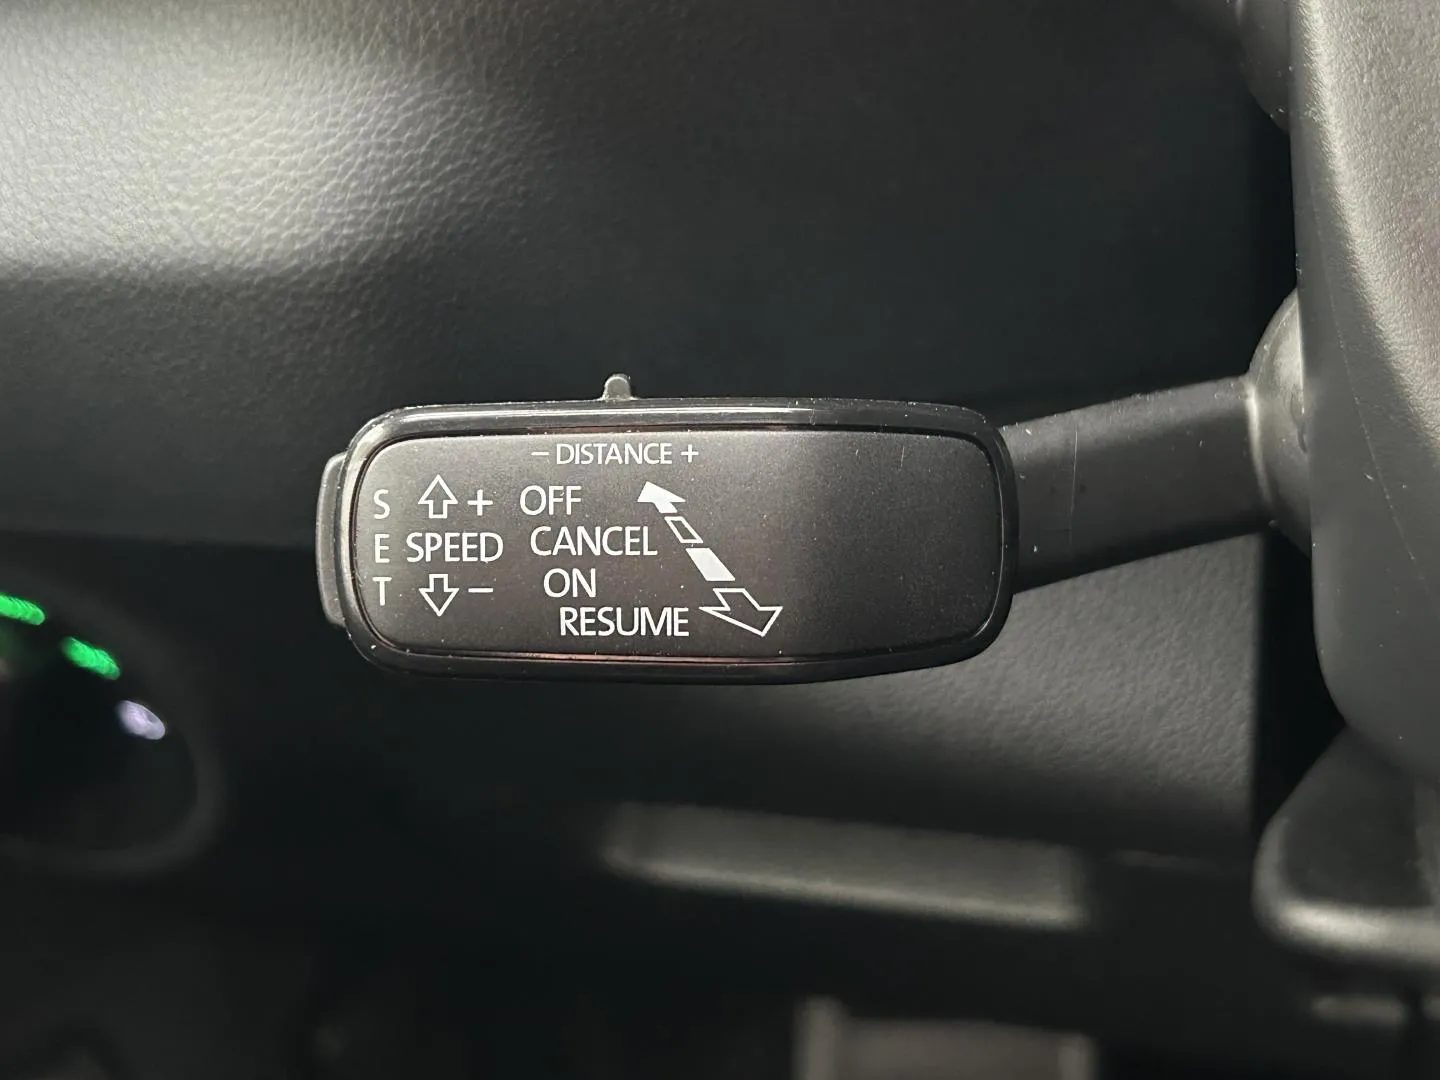 − DISTANCE +
S + OFF
E SPEED CANCEL
T − ON
RESUME